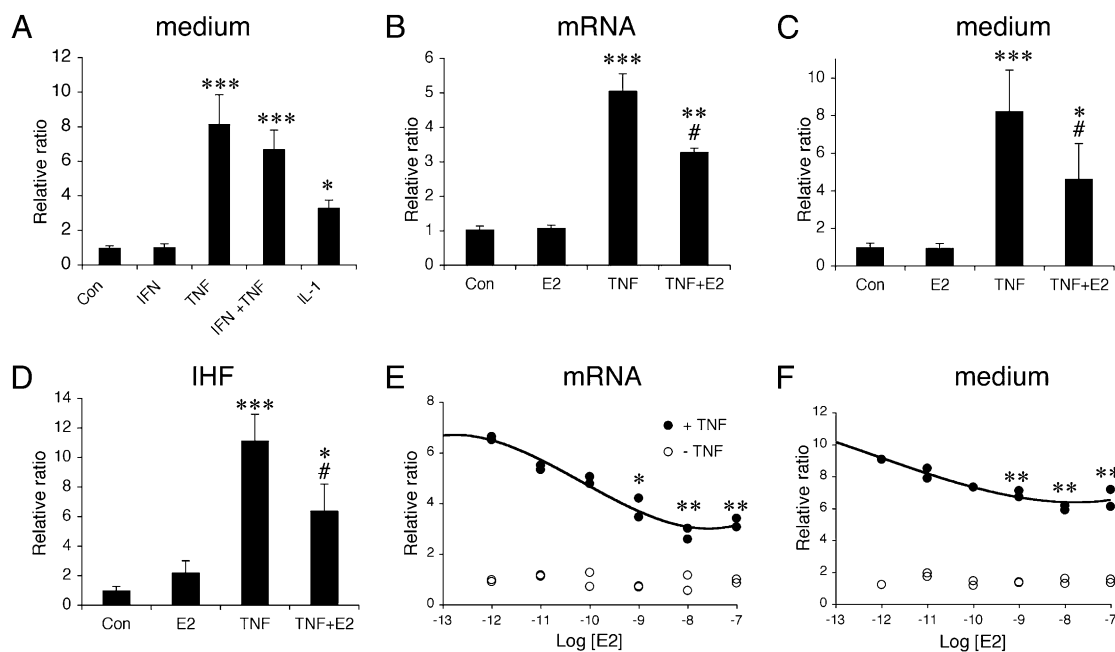 A
medium
Relative ratio
12
10
8
6
4
2
0
***
***
*
Con
IFN
TNF
IFN +TNF
IL-1
B
mRNA
Relative ratio
6
5
4
3
2
1
0
***
**
#
Con
E2
TNF
TNF+E2
C
medium
Relative ratio
10
8
6
4
2
0
***
*
#
Con
E2
TNF
TNF+E2
D
IHF
Relative ratio
14
12
10
8
6
4
2
0
***
*
#
Con
E2
TNF
TNF+E2
E
mRNA
Relative ratio
8
6
4
2
0
+ TNF
- TNF
*
**
**
-13 -12 -11 -10 -9 -8 -7
Log [E2]
F
medium
Relative ratio
12
10
8
6
4
2
0
**
**
**
-13 -12 -11 -10 -9 -8 -7
Log [E2]